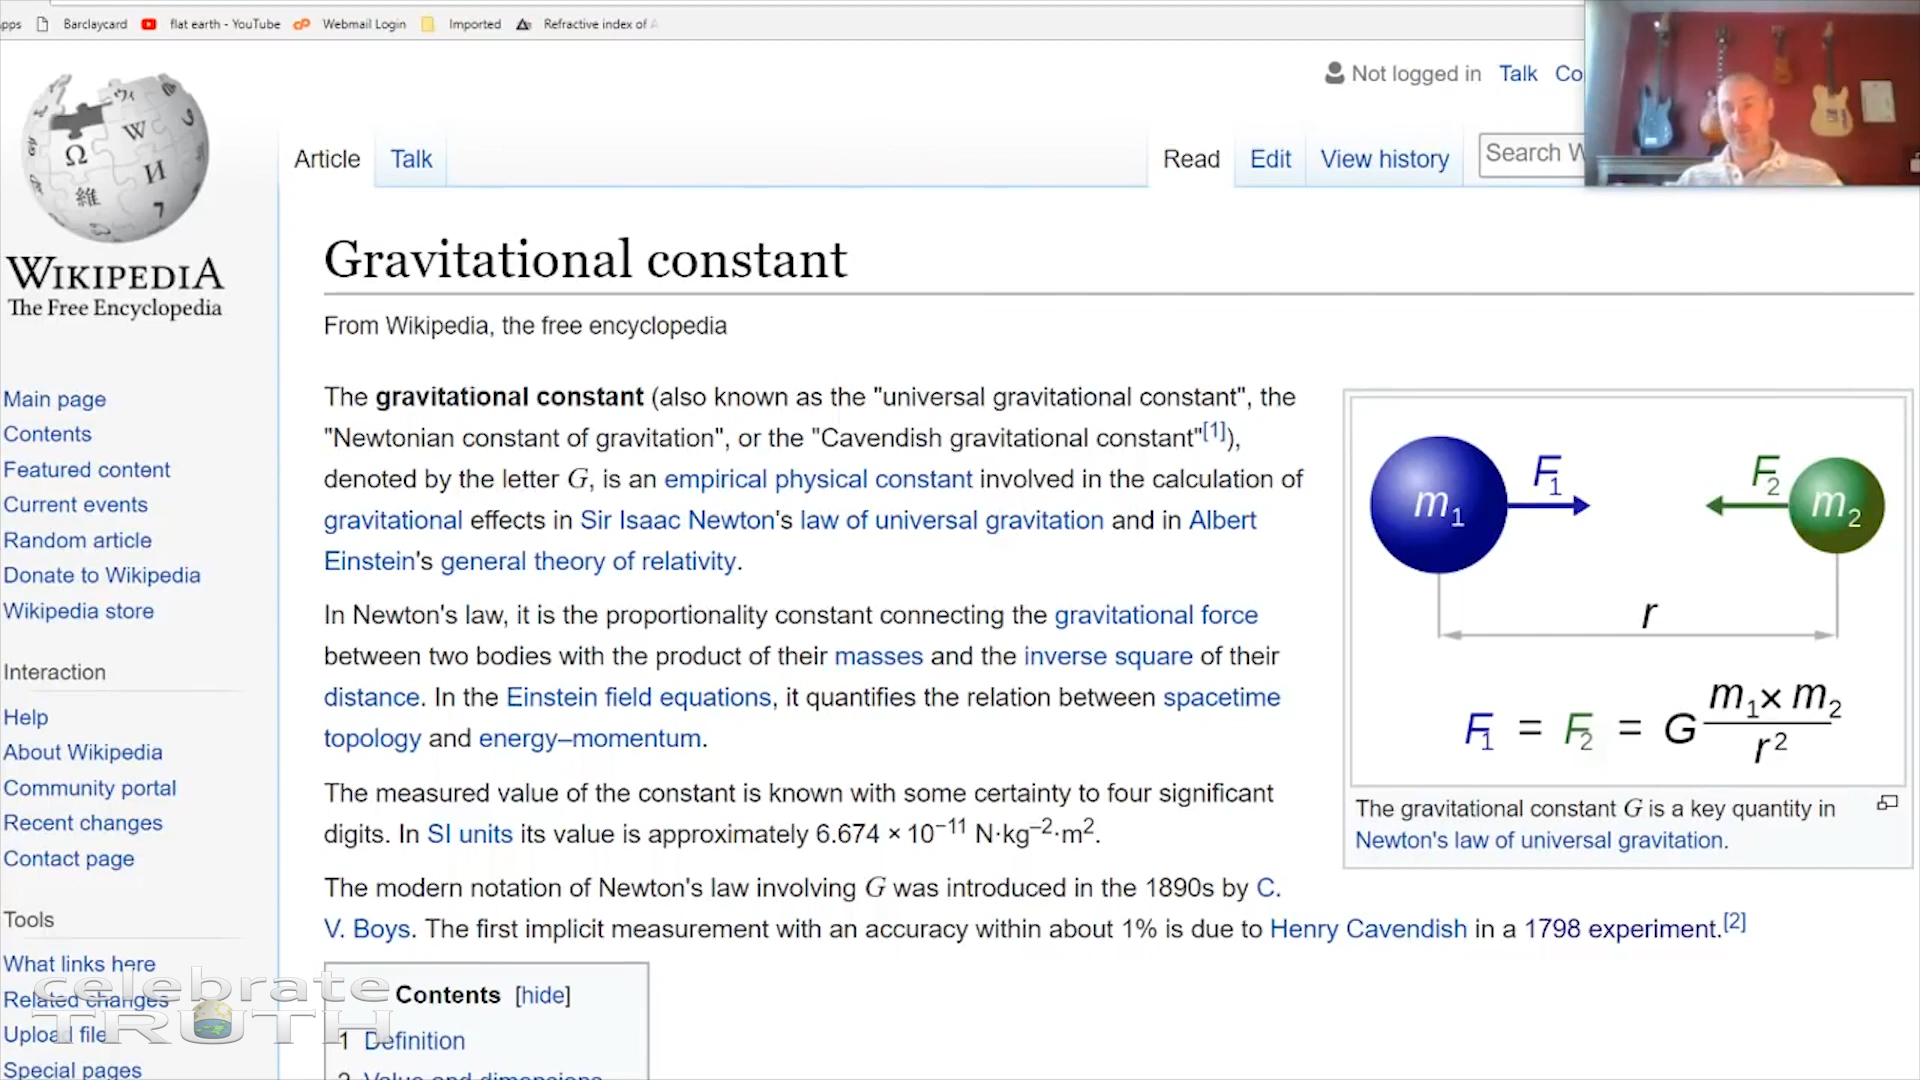 Barclaycard flat earth - YouTube Webmail Login Imported Refractive index of
Not logged in Talk Co
Article Talk Read Edit View history Search W
WIKIPEDIA
The Free Encyclopedia
Gravitational constant
From Wikipedia, the free encyclopedia
Main page
Contents
Featured content
Current events
Random article
Donate to Wikipedia
Wikipedia store
Interaction
Help
About Wikipedia
Community portal
Recent changes
Contact page
Tools
What links here
Related changes
Upload file
Special pages
The gravitational constant (also known as the "universal gravitational constant", the
"Newtonian constant of gravitation", or the "Cavendish gravitational constant"[1]),
denoted by the letter G, is an empirical physical constant involved in the calculation of
gravitational effects in Sir Isaac Newton's law of universal gravitation and in Albert
Einstein's general theory of relativity.
In Newton's law, it is the proportionality constant connecting the gravitational force
between two bodies with the product of their masses and the inverse square of their
distance. In the Einstein field equations, it quantifies the relation between spacetime
topology and energy–momentum.
The measured value of the constant is known with some certainty to four significant
digits. In SI units its value is approximately 6.674 × 10⁻¹¹ N·kg⁻²·m².
The modern notation of Newton's law involving G was introduced in the 1890s by C.
V. Boys. The first implicit measurement with an accuracy within about 1% is due to Henry Cavendish in a 1798 experiment.[2]
m₁ F₁ F₂ m₂
r
F₁ = F₂ = G m₁ × m₂ / r²
The gravitational constant G is a key quantity in
Newton's law of universal gravitation.
Contents [hide]
1 Definition
2 Value and dimensions
celebrate
TRUTH